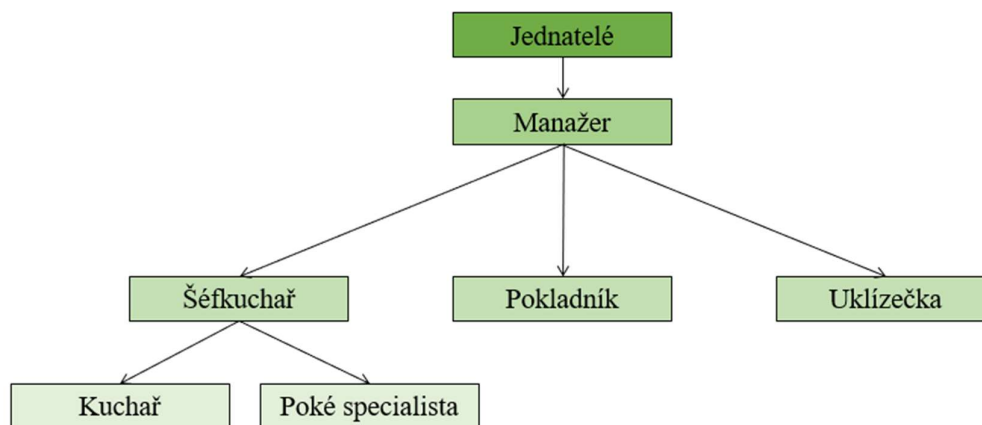 Jednatelé
Manažer
Šéfkuchař
Pokladník
Uklízečka
Kuchař
Poké specialista